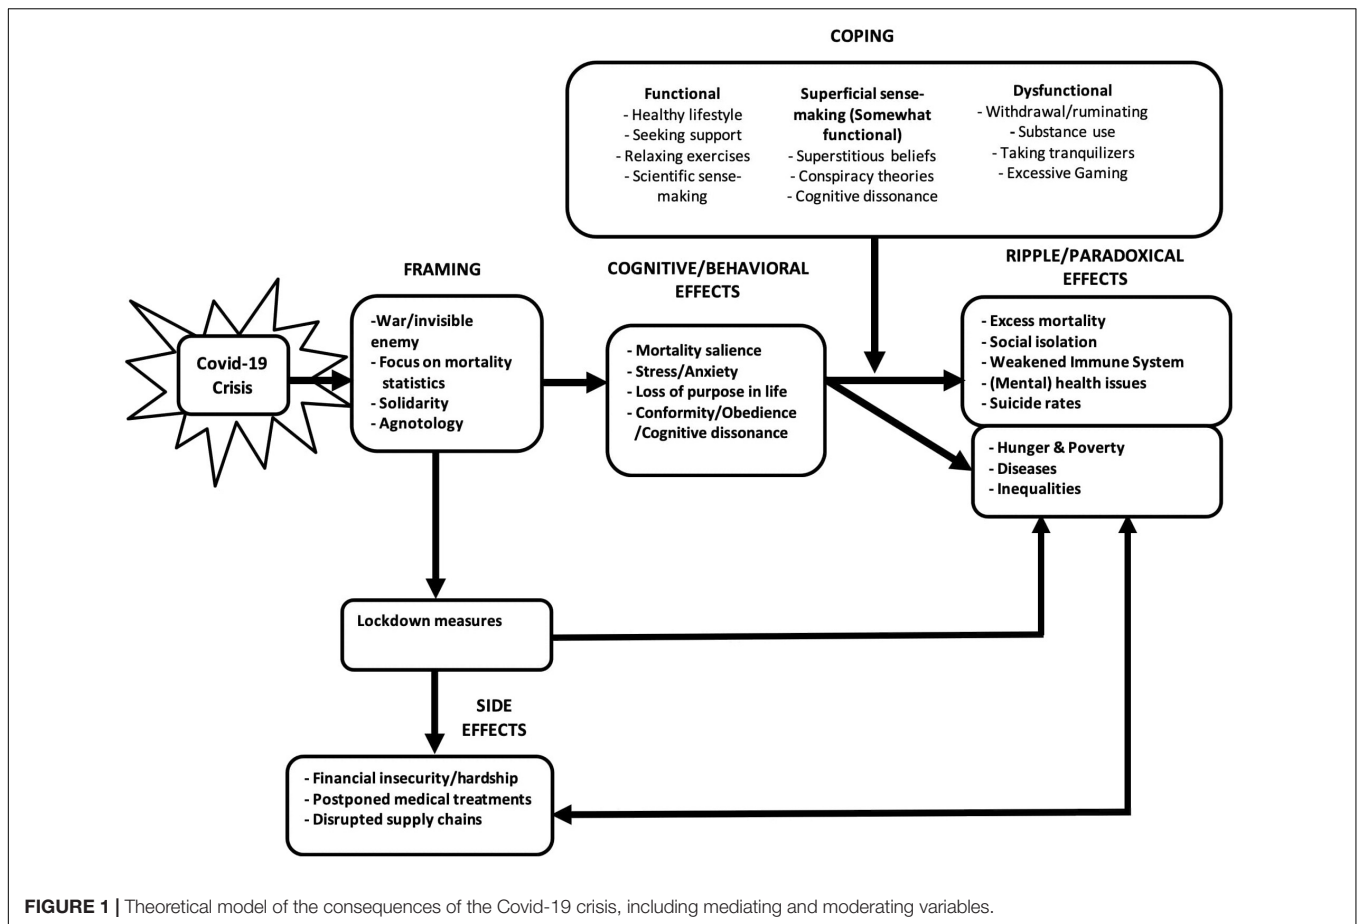 COPING
Functional
- Healthy lifestyle
- Seeking support
- Relaxing exercises
- Scientific sense-
making
Superficial sense-
making (Somewhat
functional)
- Superstitious beliefs
- Conspiracy theories
- Cognitive dissonance
Dysfunctional
- Withdrawal/ruminating
- Substance use
- Taking tranquilizers
- Excessive Gaming
FRAMING
COGNITIVE/BEHAVIORAL
EFFECTS
RIPPLE/PARADOXICAL
EFFECTS
Covid-19
Crisis
-War/invisible
enemy
- Focus on mortality
statistics
- Solidarity
- Agnotology
- Mortality salience
- Stress/Anxiety
- Loss of purpose in life
- Conformity/Obedience
/Cognitive dissonance
- Excess mortality
- Social isolation
- Weakened Immune System
- (Mental) health issues
- Suicide rates
- Hunger & Poverty
- Diseases
- Inequalities
Lockdown measures
SIDE
EFFECTS
- Financial insecurity/hardship
- Postponed medical treatments
- Disrupted supply chains
FIGURE 1 | Theoretical model of the consequences of the Covid-19 crisis, including mediating and moderating variables.